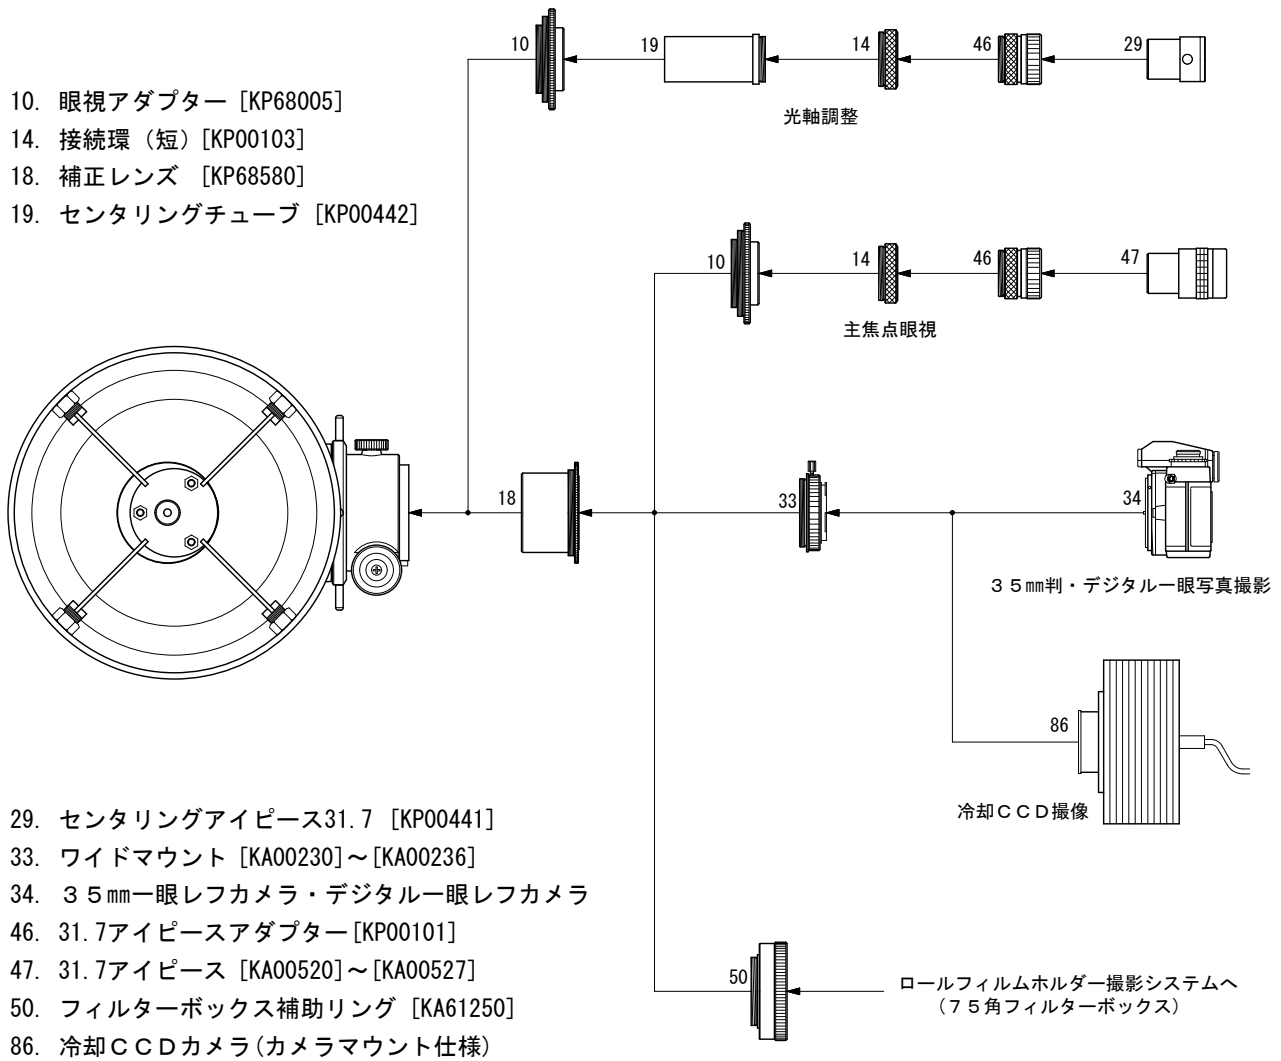 10 19 14 46 29
10. 眼視アダプター [KP68005]
14. 接続環（短）[KP00103]
18. 補正レンズ [KP68580]
19. センタリングチューブ [KP00442]
光軸調整
10 14 46 47
主焦点眼視
18 33 34
３５㎜判・デジタル一眼写真撮影
86
冷却ＣＣＤ撮像
29. センタリングアイピース31.7 [KP00441]
33. ワイドマウント [KA00230]～[KA00236]
34. ３５㎜一眼レフカメラ・デジタル一眼レフカメラ
46. 31.7アイピースアダプター[KP00101]
47. 31.7アイピース [KA00520]～[KA00527]
50. フィルターボックス補助リング [KA61250]
86. 冷却ＣＣＤカメラ(カメラマウント仕様)
50
ロールフィルムホルダー撮影システムへ
（７５角フィルターボックス）